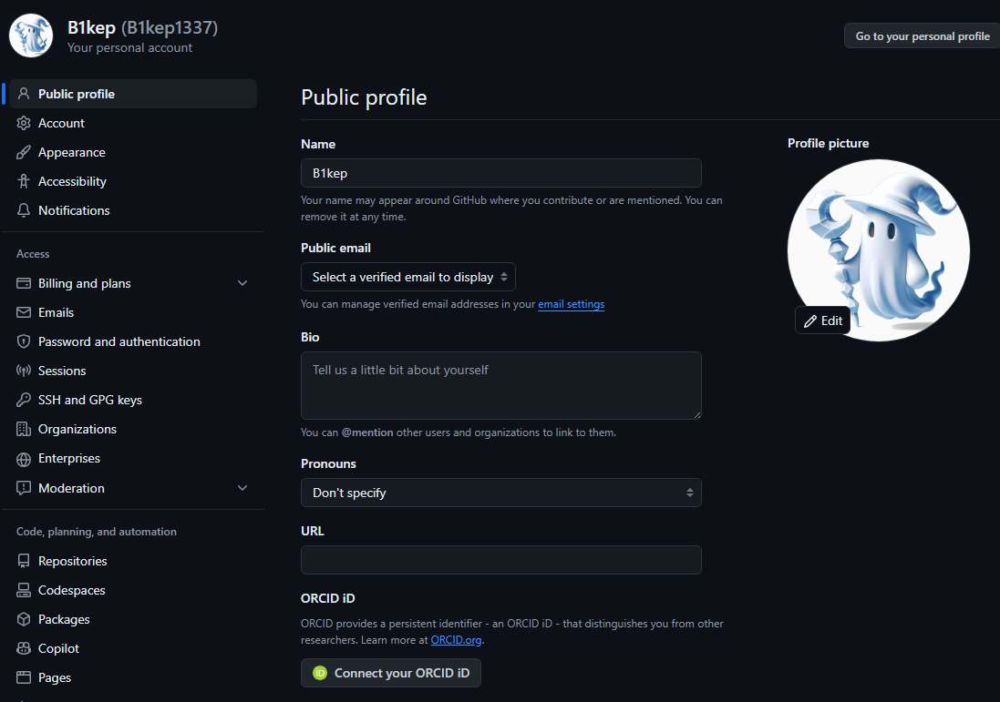 B1kep (B1kep1337)
Your personal account
Go to your personal profile
Public profile
Account
Appearance
Accessibility
Notifications
Access
Billing and plans
Emails
Password and authentication
Sessions
SSH and GPG keys
Organizations
Enterprises
Moderation
Code, planning, and automation
Repositories
Codespaces
Packages
Copilot
Pages
Public profile
Name
B1kep
Your name may appear around GitHub where you contribute or are mentioned. You can
remove it at any time.
Public email
Select a verified email to display
You can manage verified email addresses in your email settings
Bio
Tell us a little bit about yourself
You can @mention other users and organizations to link to them.
Pronouns
Don't specify
URL
ORCID iD
ORCID provides a persistent identifier - an ORCID iD - that distinguishes you from other
researchers. Learn more at ORCID.org.
iD Connect your ORCID iD
Profile picture
Edit